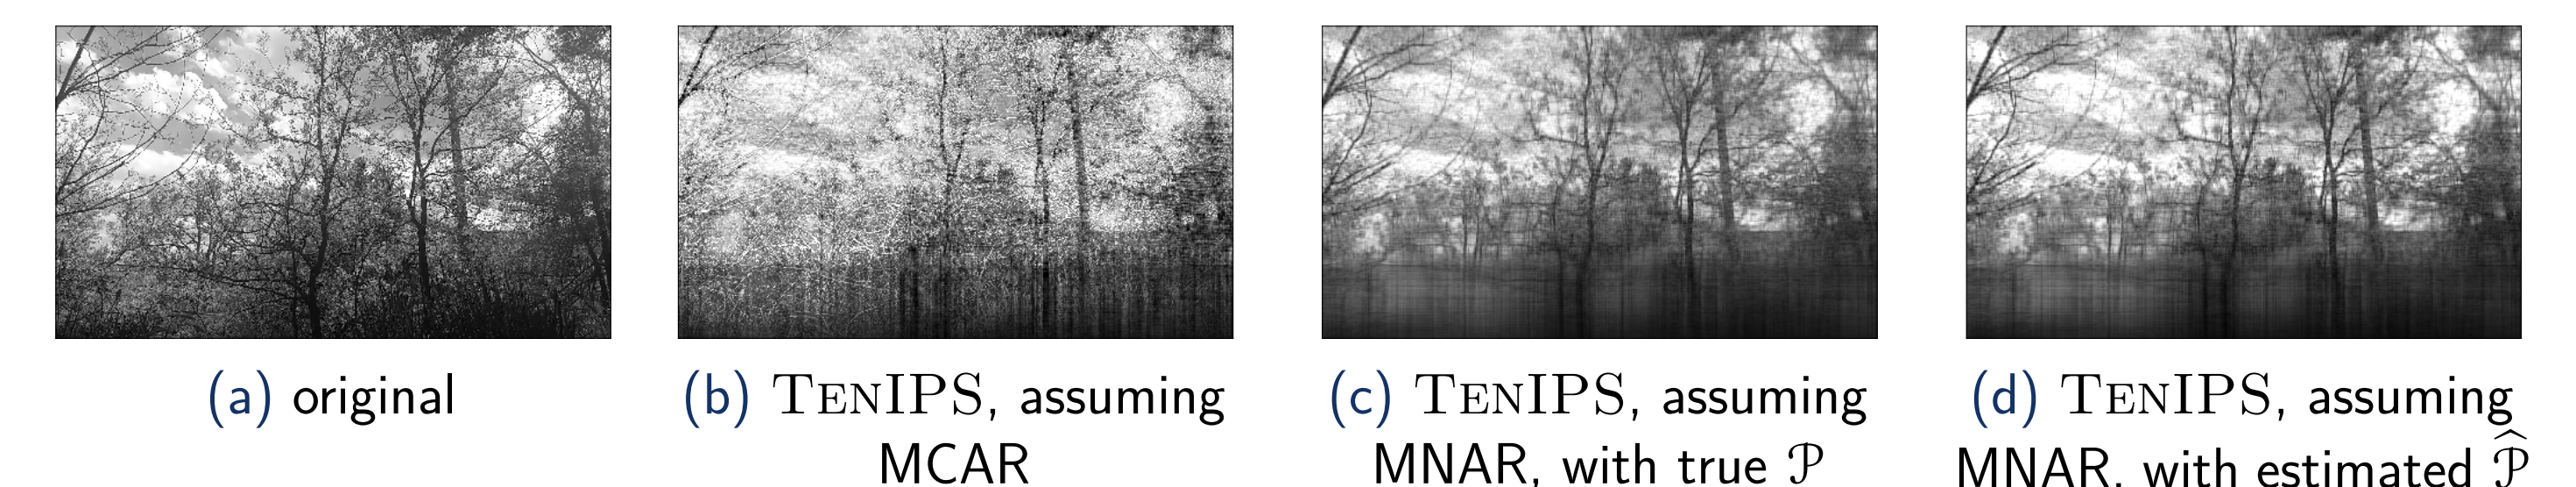 (a) original
(b) TENIPS, assuming
MCAR
(c) TENIPS, assuming
MNAR, with true 𝒫
(d) TENIPS, assuming
MNAR, with estimated 𝒫̂